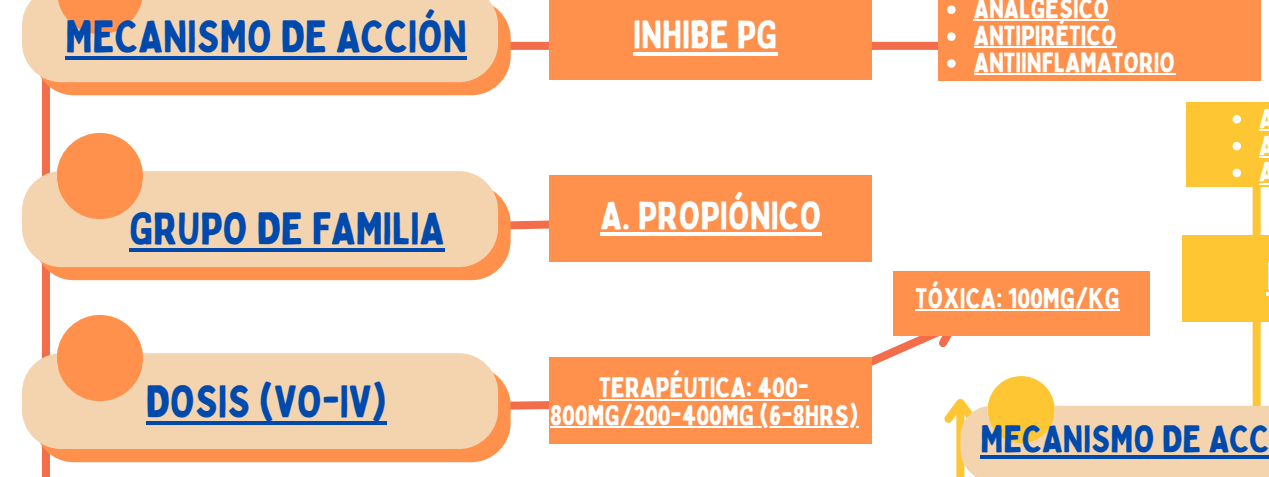 MECANISMO DE ACCIÓN
INHIBE PG
ANALGÉSICO
ANTIPIRÉTICO
ANTIINFLAMATORIO
GRUPO DE FAMILIA
A. PROPIÓNICO
TÓXICA: 100MG/KG
DOSIS (VO-IV)
TERAPÉUTICA: 400-
800MG/200-400MG (6-8HRS)
MECANISMO DE ACC